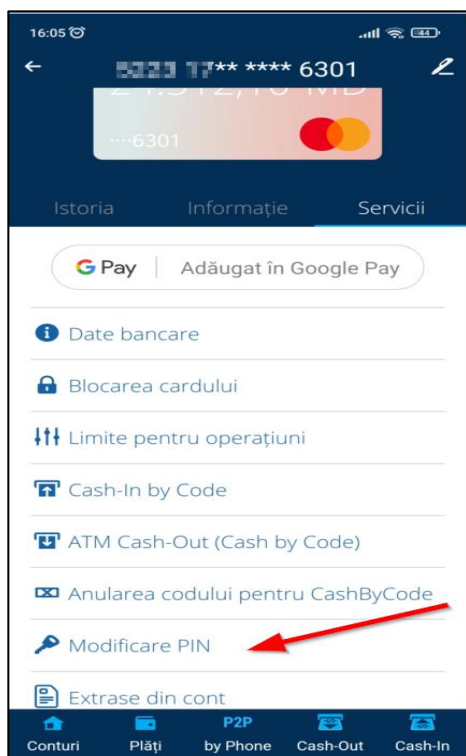 16:05
44
17** **** 6301
····6301
Istoria Informație Servicii
G Pay | Adăugat în Google Pay
Date bancare
Blocarea cardului
Limite pentru operațiuni
Cash-In by Code
ATM Cash-Out (Cash by Code)
Anularea codului pentru CashByCode
Modificare PIN
Extrase din cont
P2P
Conturi Plăți by Phone Cash-Out Cash-In